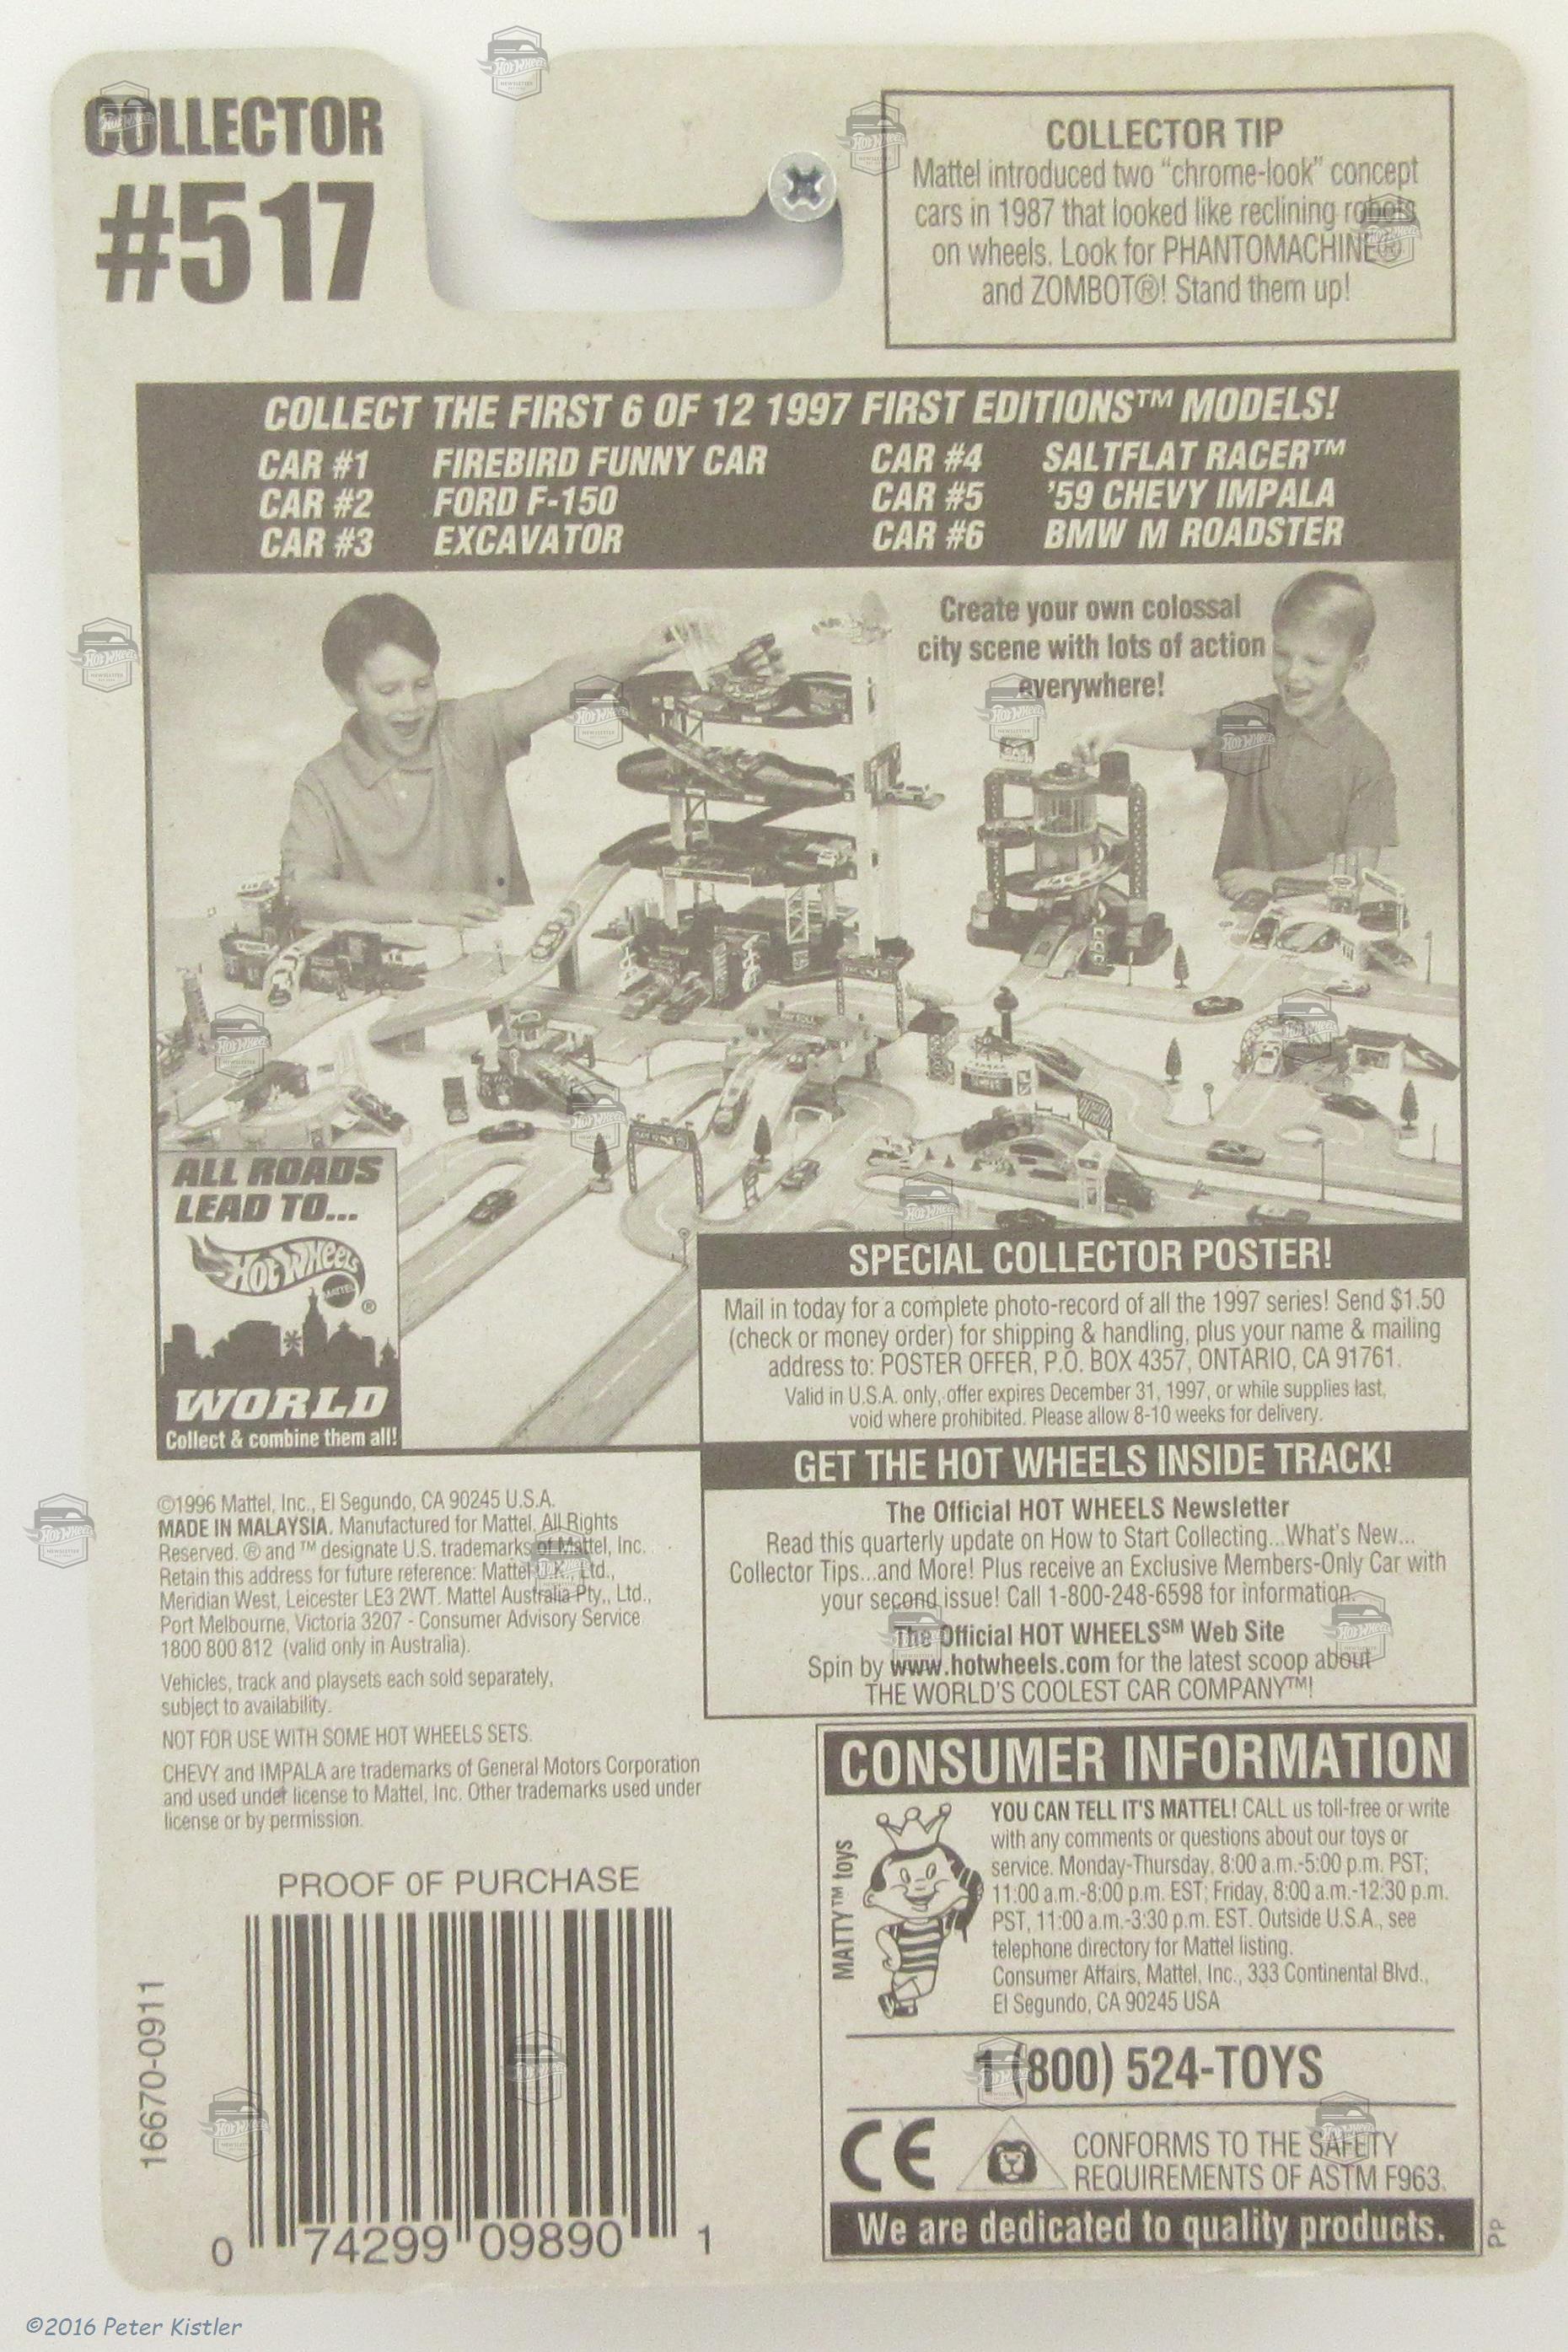 COLLECTOR
#517
COLLECTOR TIP
Mattel introduced two “chrome-look” concept
cars in 1987 that looked like reclining robots
on wheels. Look for PHANTOMACHINE®
and ZOMBOT®! Stand them up!
COLLECT THE FIRST 6 OF 12 1997 FIRST EDITIONS™ MODELS!
CAR #1 FIREBIRD FUNNY CAR CAR #4 SALTFLAT RACER™
CAR #2 FORD F-150 CAR #5 '59 CHEVY IMPALA
CAR #3 EXCAVATOR CAR #6 BMW M ROADSTER
Create your own colossal
city scene with lots of action
everywhere!
ALL ROADS
LEAD TO...
Hot Wheels
MATTEL
®
WORLD
Collect & combine them all!
SPECIAL COLLECTOR POSTER!
Mail in today for a complete photo-record of all the 1997 series! Send $1.50
(check or money order) for shipping & handling, plus your name & mailing
address to: POSTER OFFER, P.O. BOX 4357, ONTARIO, CA 91761.
Valid in U.S.A. only, offer expires December 31, 1997, or while supplies last,
void where prohibited. Please allow 8-10 weeks for delivery.
GET THE HOT WHEELS INSIDE TRACK!
The Official HOT WHEELS Newsletter
Read this quarterly update on How to Start Collecting...What's New...
Collector Tips...and More! Plus receive an Exclusive Members-Only Car with
your second issue! Call 1-800-248-6598 for information.
The Official HOT WHEELS℠ Web Site
Spin by www.hotwheels.com for the latest scoop about
THE WORLD'S COOLEST CAR COMPANY™!
©1996 Mattel, Inc., El Segundo, CA 90245 U.S.A.
MADE IN MALAYSIA. Manufactured for Mattel. All Rights
Reserved. ® and ™ designate U.S. trademarks of Mattel, Inc.
Retain this address for future reference: Mattel U.K., Ltd.,
Meridian West, Leicester LE3 2WT. Mattel Australia Pty., Ltd.,
Port Melbourne, Victoria 3207 - Consumer Advisory Service
1800 800 812 (valid only in Australia).
Vehicles, track and playsets each sold separately,
subject to availability.
NOT FOR USE WITH SOME HOT WHEELS SETS.
CHEVY and IMPALA are trademarks of General Motors Corporation
and used under license to Mattel, Inc. Other trademarks used under
license or by permission.
PROOF OF PURCHASE
16670-0911
0 74299 09890 1
CONSUMER INFORMATION
MATTY™ toys
YOU CAN TELL IT'S MATTEL! CALL us toll-free or write
with any comments or questions about our toys or
service. Monday-Thursday, 8:00 a.m.-5:00 p.m. PST;
11:00 a.m.-8:00 p.m. EST; Friday, 8:00 a.m.-12:30 p.m.
PST, 11:00 a.m.-3:30 p.m. EST. Outside U.S.A., see
telephone directory for Mattel listing.
Consumer Affairs, Mattel, Inc., 333 Continental Blvd.,
El Segundo, CA 90245 USA
1 (800) 524-TOYS
CE
CONFORMS TO THE SAFETY
REQUIREMENTS OF ASTM F963.
We are dedicated to quality products.
PP
©2016 Peter Kistler